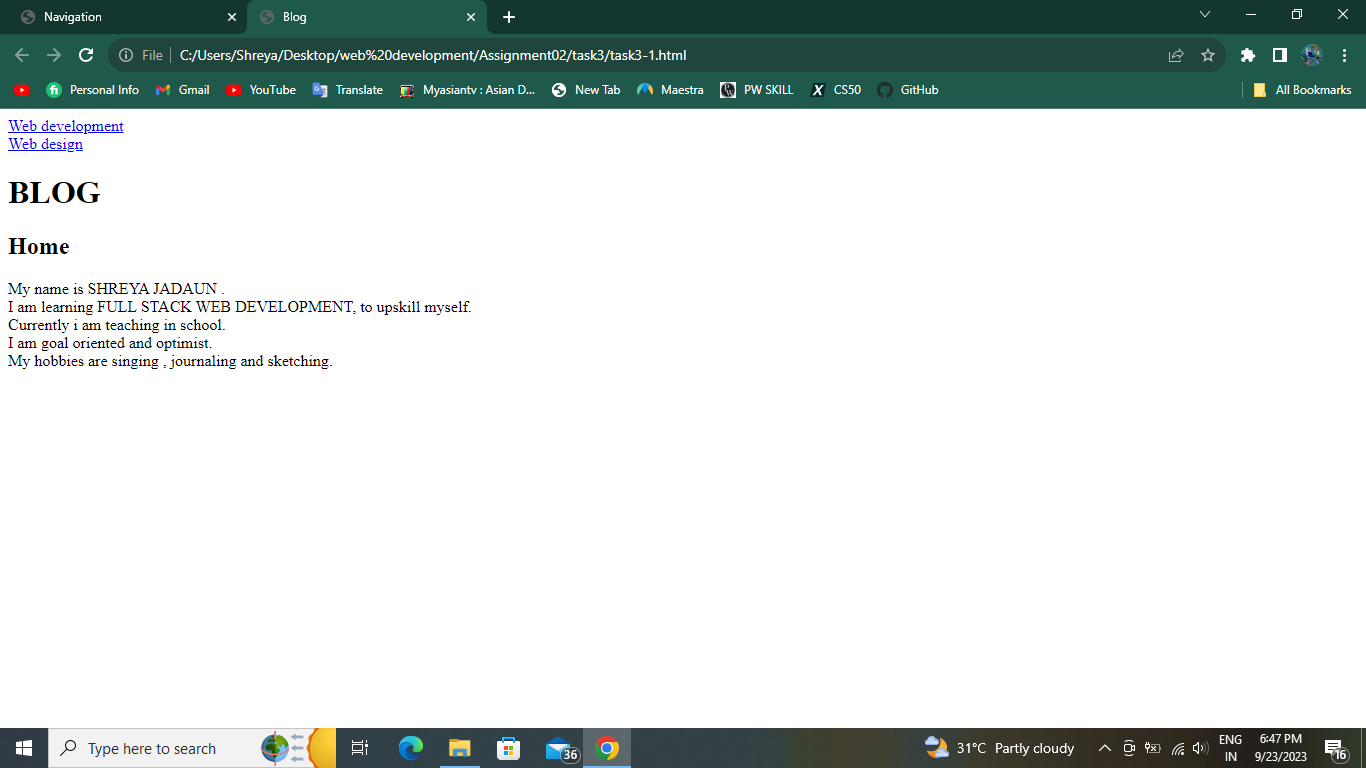 Navigation
Blog
File
C:/Users/Shreya/Desktop/web%20development/Assignment02/task3/task3-1.html
Personal Info
Gmail
YouTube
Translate
Myasiantv : Asian D...
New Tab
Maestra
PW SKILL
CS50
GitHub
All Bookmarks
Web development
Web design
BLOG
Home
My name is SHREYA JADAUN .
I am learning FULL STACK WEB DEVELOPMENT, to upskill myself.
Currently i am teaching in school.
I am goal oriented and optimist.
My hobbies are singing , journaling and sketching.
Type here to search
36
31°C Partly cloudy
ENG
IN
6:47 PM
9/23/2023
16